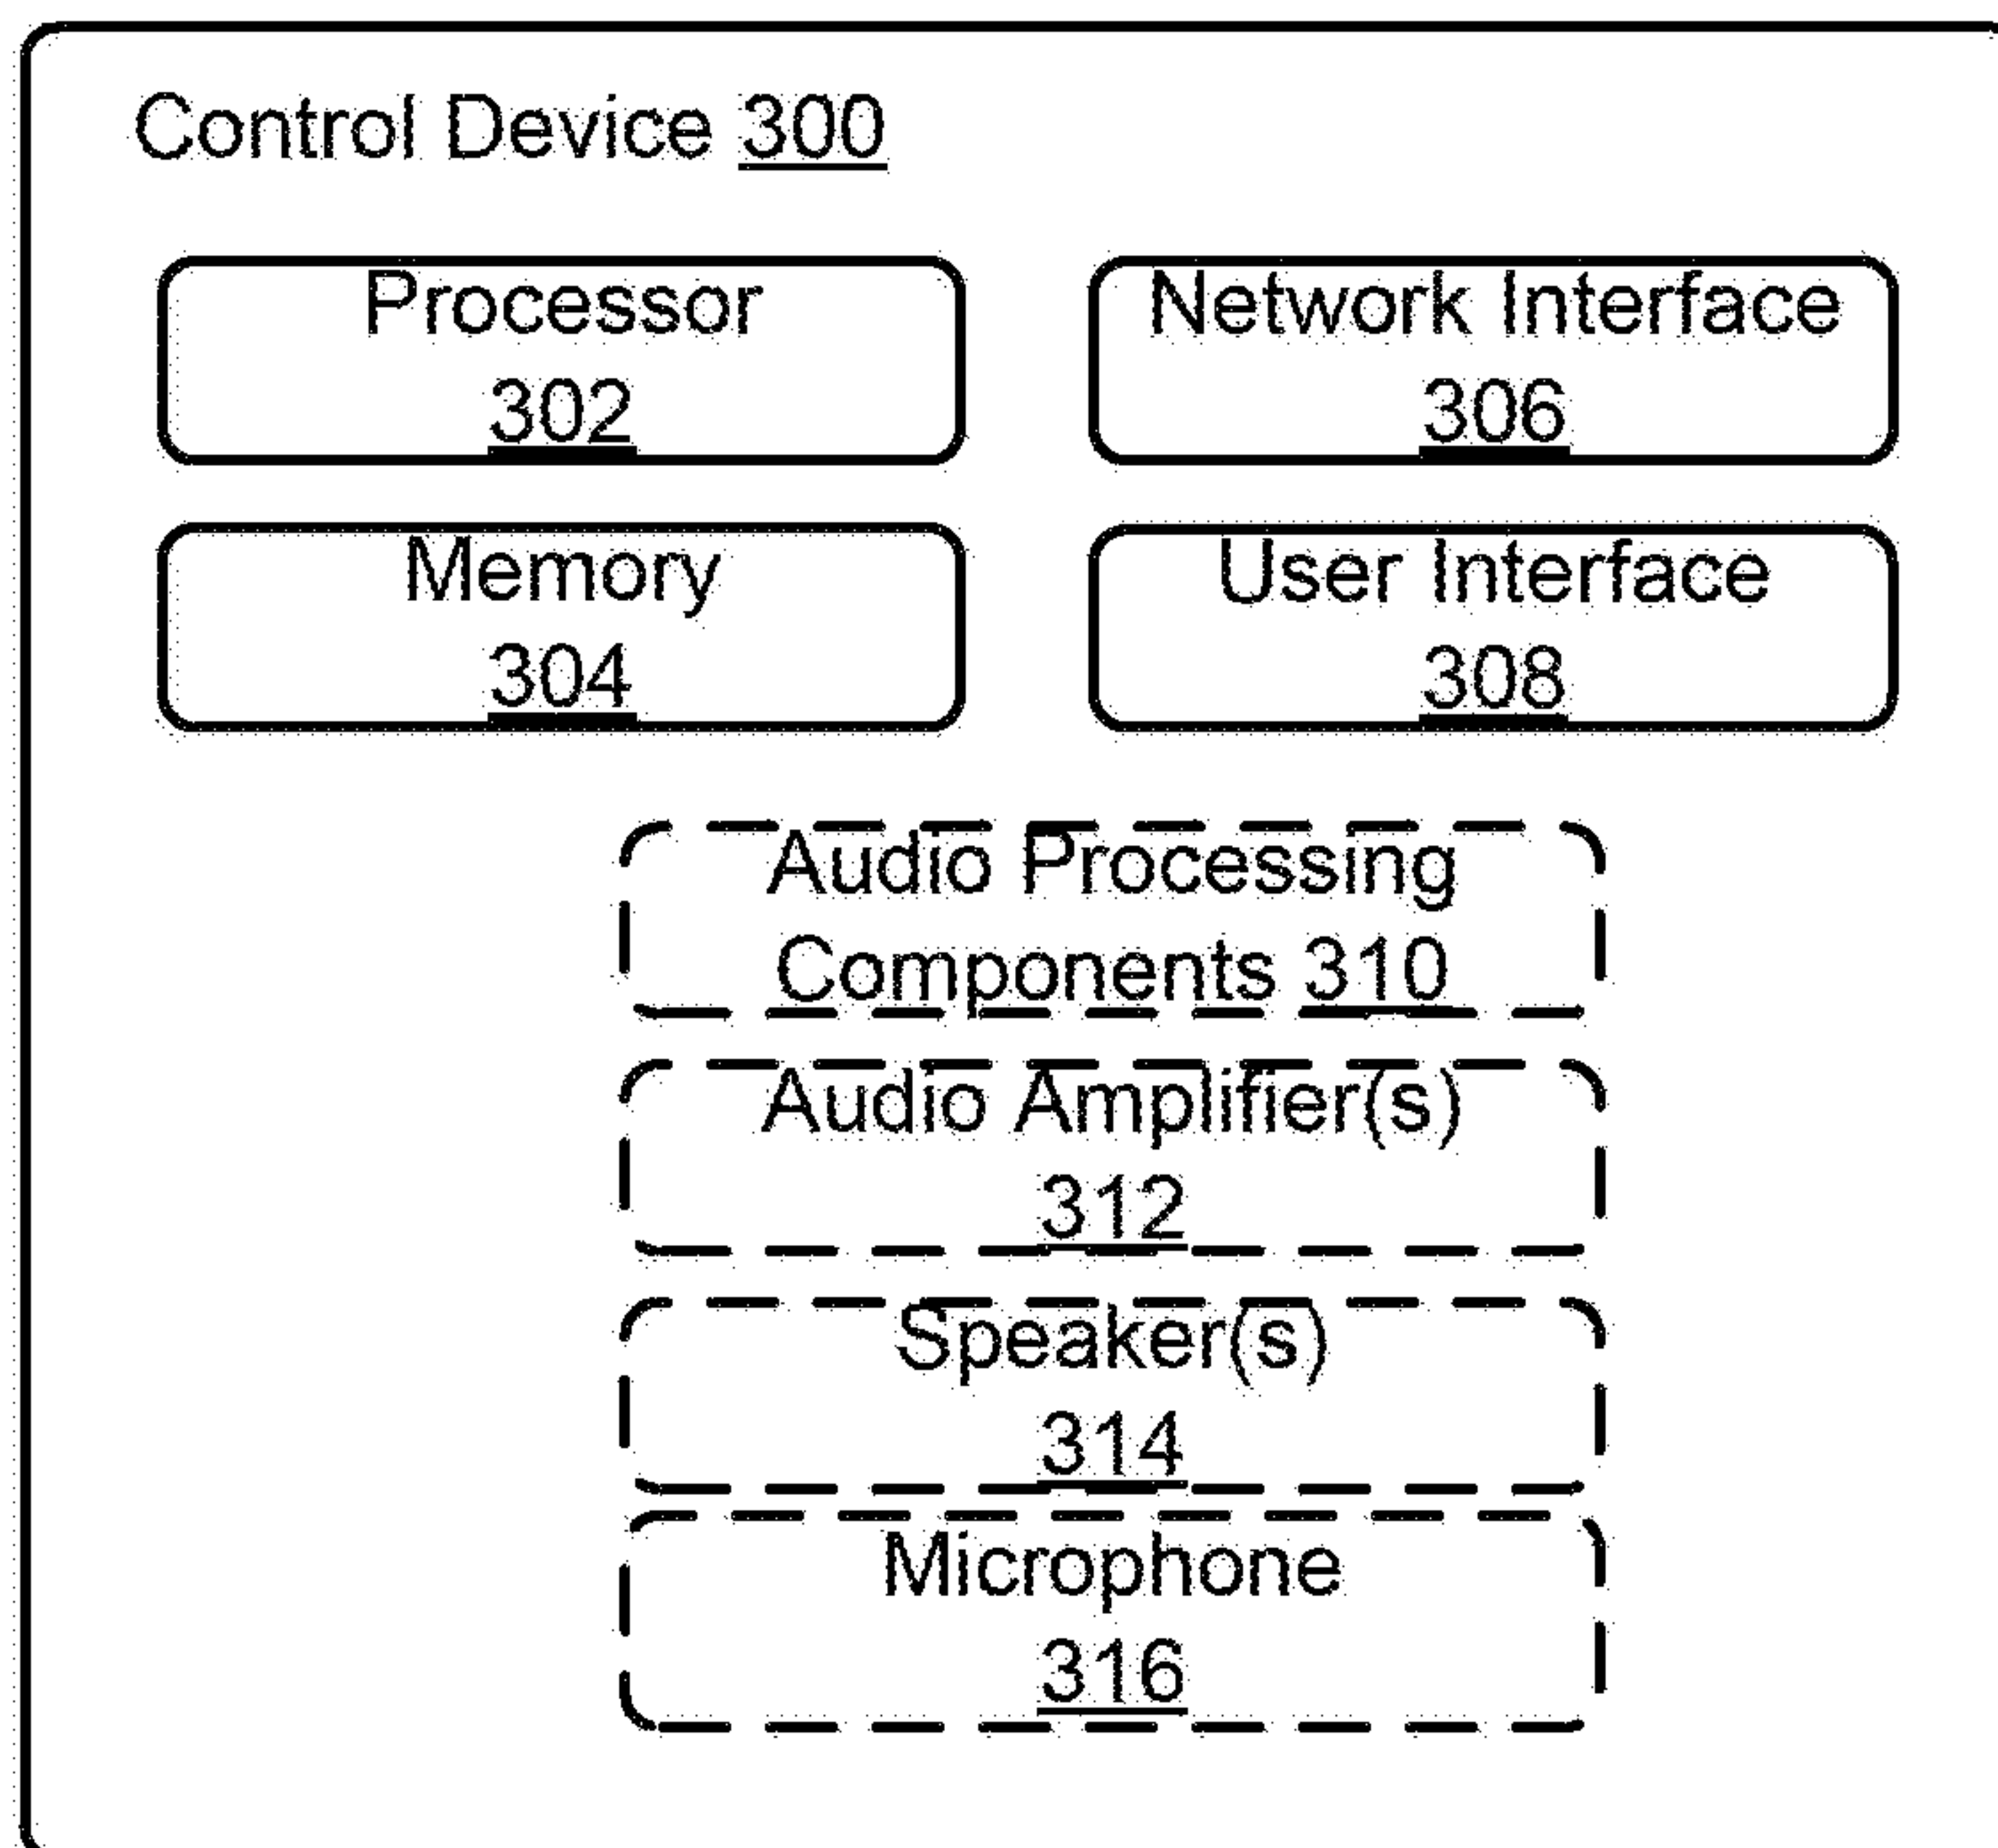 Control Device 300
Processor
302
Network Interface
306
Memory
304
User Interface
308
Audio Processing
Components 310
Audio Amplifier(s)
312
Speaker(s)
314
Microphone
316